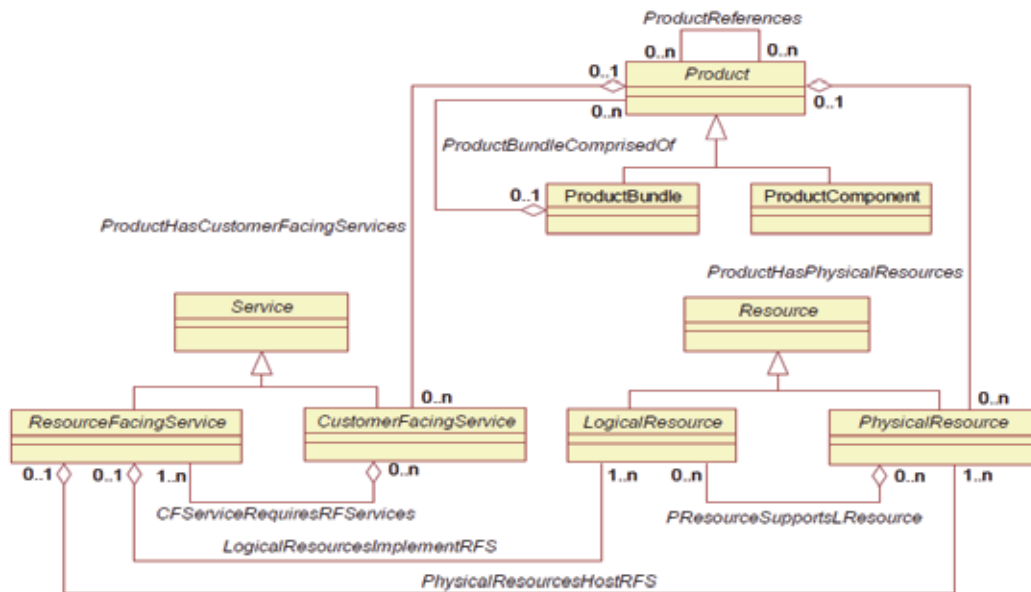 ProductReferences
0..n 0..n
0..1 Product
0..n 0..1
ProductBundleComprisedOf
0..1 ProductBundle ProductComponent
ProductHasCustomerFacingServices
ProductHasPhysicalResources
Service Resource
0..n 0..n
ResourceFacingService CustomerFacingService LogicalResource PhysicalResource
0..1 0..1 1..n 0..n 1..n 0..n 0..n 1..n
CFServiceRequiresRFServices PResourceSupportsLResource
LogicalResourcesImplementRFS
PhysicalResourcesHostRFS